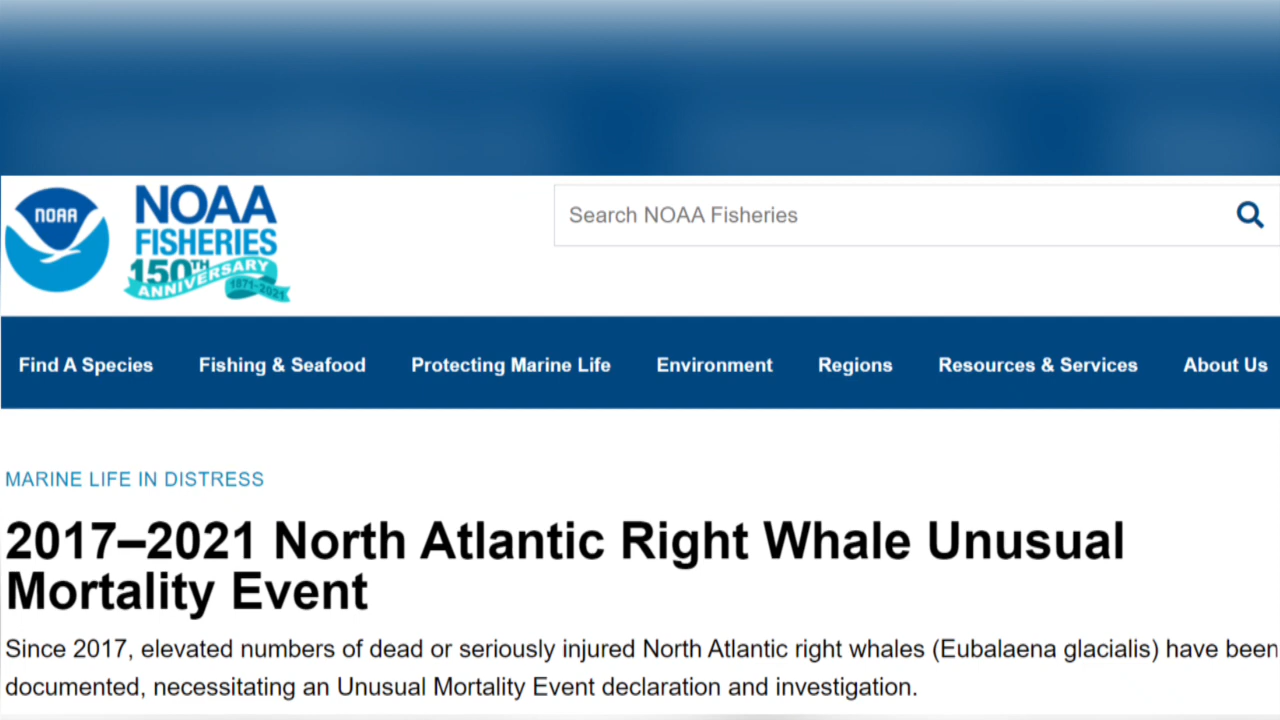 NOAA
NOAA
FISHERIES
150TH
ANNIVERSARY
1871-2021
Search NOAA Fisheries
Find A Species Fishing & Seafood Protecting Marine Life Environment Regions Resources & Services About Us
MARINE LIFE IN DISTRESS
2017–2021 North Atlantic Right Whale Unusual
Mortality Event
Since 2017, elevated numbers of dead or seriously injured North Atlantic right whales (Eubalaena glacialis) have been
documented, necessitating an Unusual Mortality Event declaration and investigation.